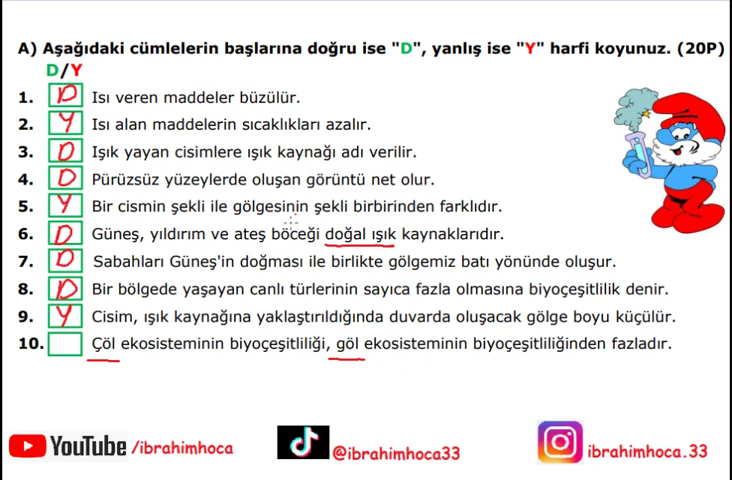 A) Aşağıdaki cümlelerin başlarına doğru ise "D", yanlış ise "Y" harfi koyunuz. (20P)
D/Y
1. D Isı veren maddeler büzülür.
2. Y Isı alan maddelerin sıcaklıkları azalır.
3. D Işık yayan cisimlere ışık kaynağı adı verilir.
4. D Pürüzsüz yüzeylerde oluşan görüntü net olur.
5. Y Bir cismin şekli ile gölgesinin şekli birbirinden farklıdır.
6. D Güneş, yıldırım ve ateş böceği doğal ışık kaynaklarıdır.
7. D Sabahları Güneş'in doğması ile birlikte gölgemiz batı yönünde oluşur.
8. D Bir bölgede yaşayan canlı türlerinin sayıca fazla olmasına biyoçeşitlilik denir.
9. Y Cisim, ışık kaynağına yaklaştırıldığında duvarda oluşacak gölge boyu küçülür.
10. Çöl ekosisteminin biyoçeşitliliği, göl ekosisteminin biyoçeşitliliğinden fazladır.
YouTube /ibrahimhoca @ibrahimhoca33 ibrahimhoca.33